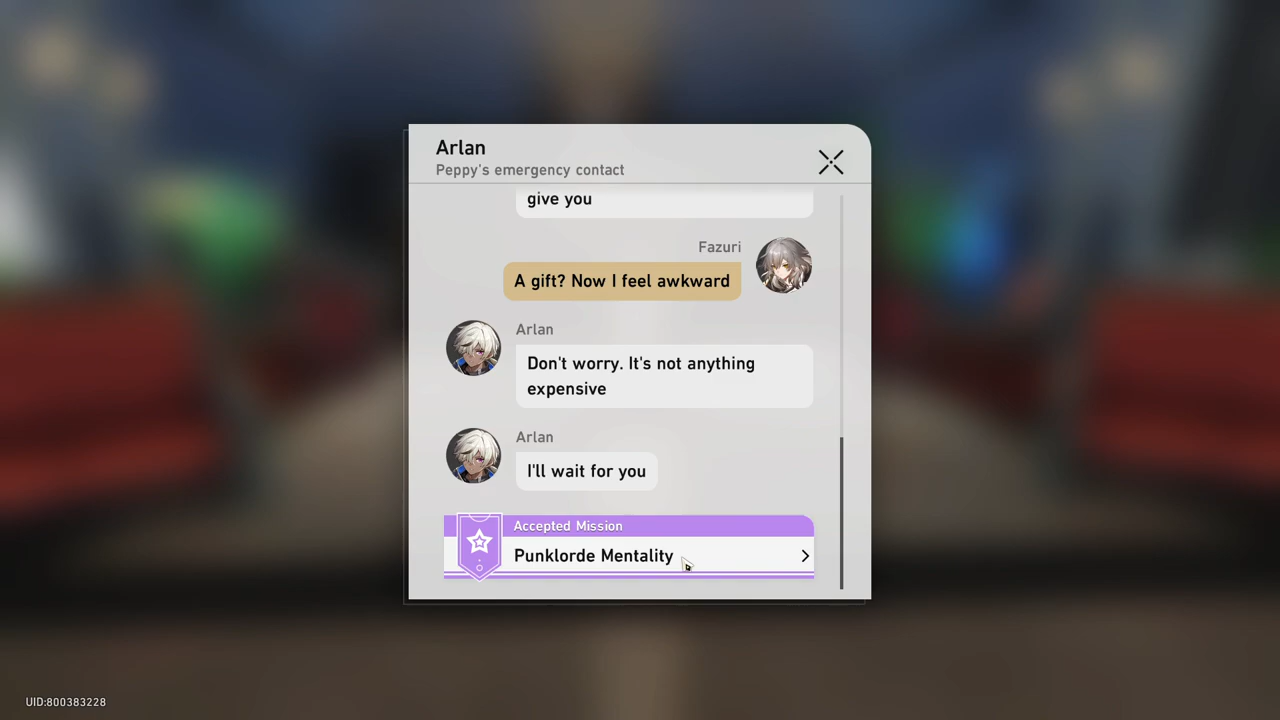 Arlan
Peppy's emergency contact
give you
Fazuri
A gift? Now I feel awkward
Arlan
Don't worry. It's not anything
expensive
Arlan
I'll wait for you
Accepted Mission
Punklorde Mentality
UID:800383228